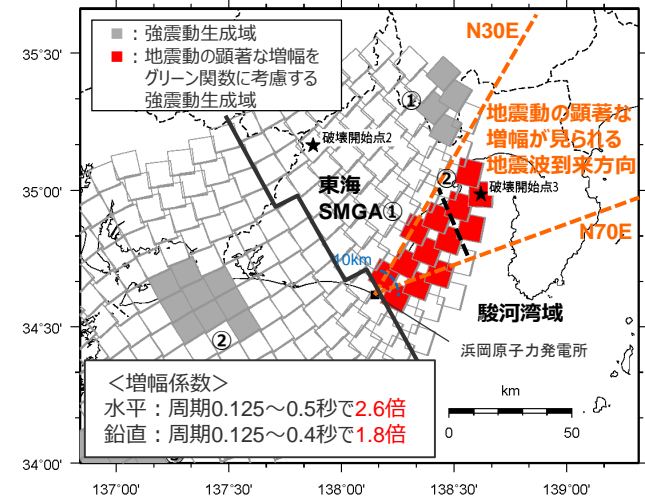 ■：強震動生成域
■：地震動の顕著な増幅を
グリーン関数に考慮する
強震動生成域
N30E
35°30'
①
地震動の顕著な
増幅が見られる
地震波到来方向
★破壊開始点2
②
★破壊開始点3
35°00'
東海
SMGA①
N70E
10km
駿河湾域
34°30'
②
浜岡原子力発電所
＜増幅係数＞
水平：周期0.125～0.5秒で2.6倍
鉛直：周期0.125～0.4秒で1.8倍
km
0 50
34°00'
137°00' 137°30' 138°00' 138°30' 139°00'